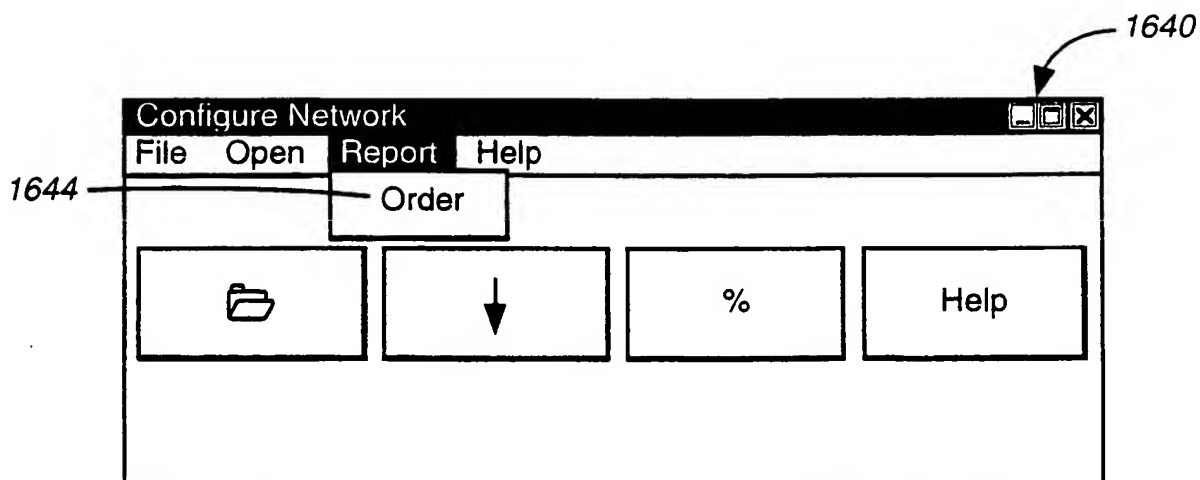 1640
Configure Network
File Open Report Help
1644 Order
% Help